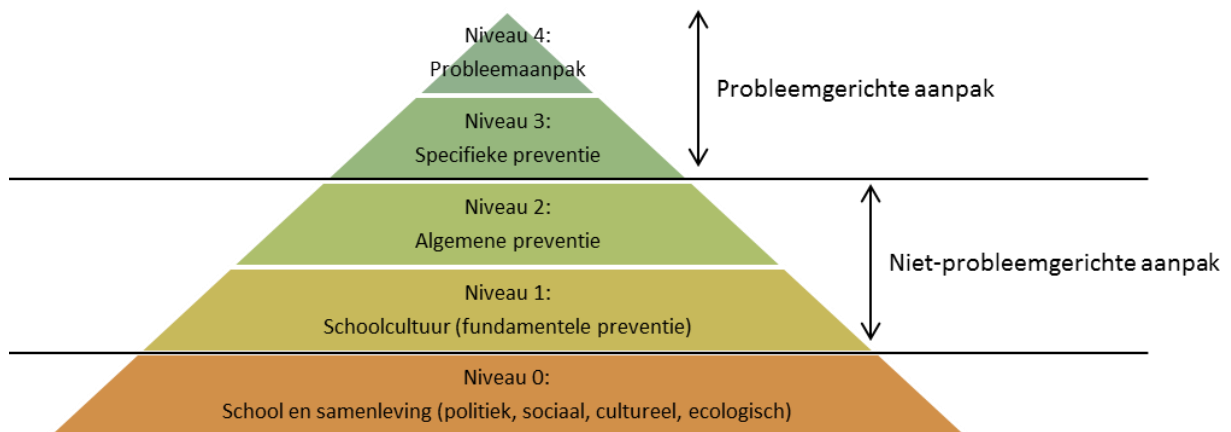 Niveau 4:
Probleemaanpak
Probleemgerichte aanpak
Niveau 3:
Specifieke preventie
Niveau 2:
Algemene preventie
Niet-probleemgerichte aanpak
Niveau 1:
Schoolcultuur (fundamentele preventie)
Niveau 0:
School en samenleving (politiek, sociaal, cultureel, ecologisch)